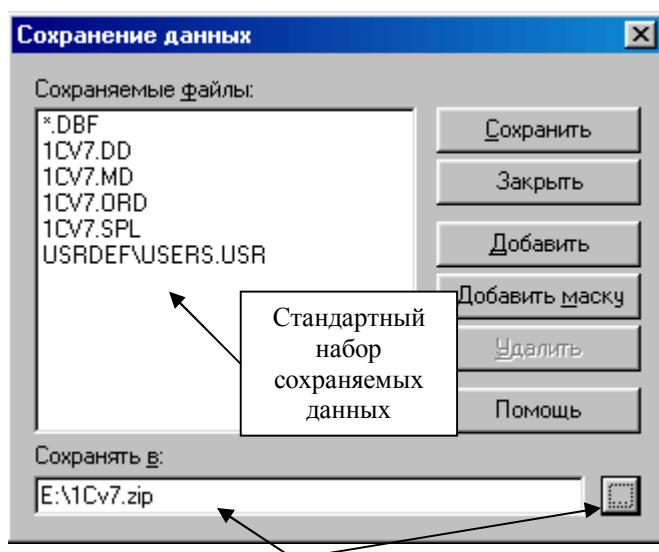 Сохранение данных
Сохраняемые файлы:
*.DBF
1CV7.DD
1CV7.MD
1CV7.ORD
1CV7.SPL
USRDEF\USERS.USR
Сохранить
Закрыть
Добавить
Добавить маску
Удалить
Помощь
Стандартный
набор
сохраняемых
данных
Сохранять в:
E:\1Cv7.zip
...